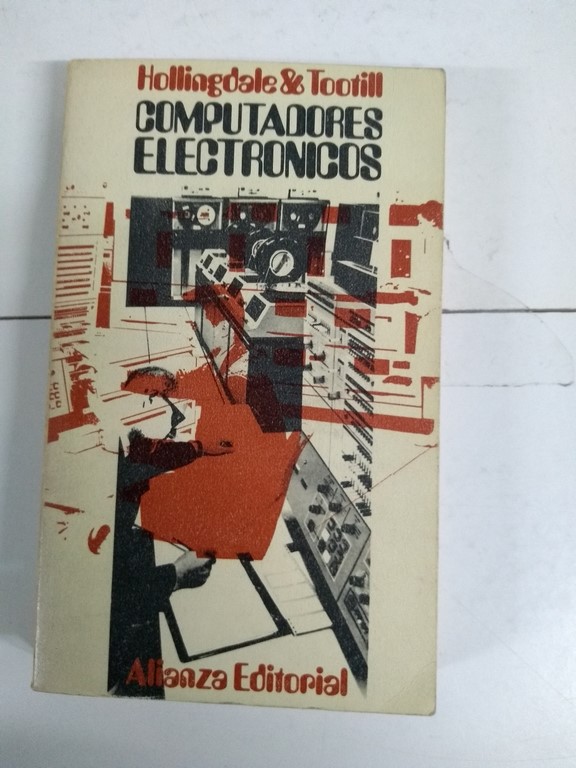 Hollingdale & Tootill
COMPUTADORES
ELECTRONICOS
Alianza Editorial